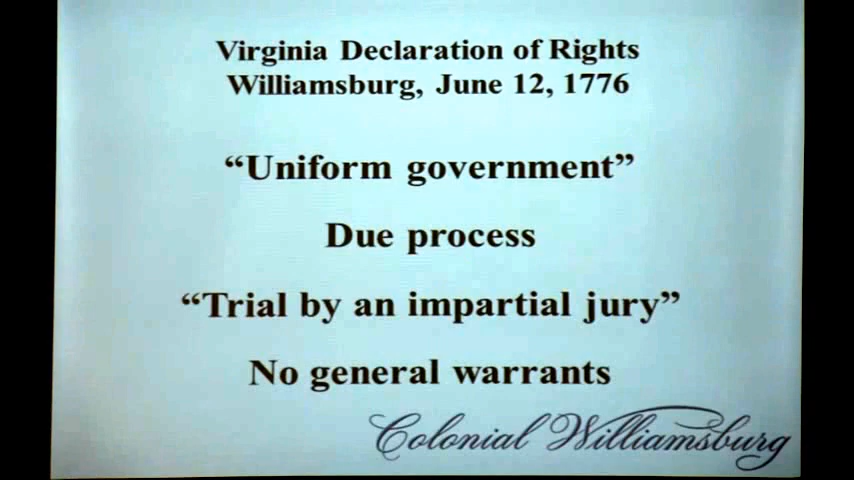 Virginia Declaration of Rights
Williamsburg, June 12, 1776
“Uniform government”
Due process
“Trial by an impartial jury”
No general warrants
Colonial Williamsburg